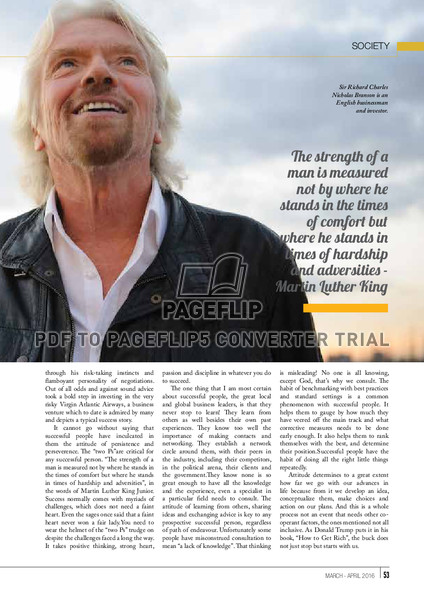 SOCIETY
Sir Richard Charles
Nicholas Branson is an
English businessman
and investor.
The strength of a
man is measured
not by where he
stands in the times
of comfort but
where he stands in
times of hardship
and adversities -
Martin Luther King
PAGEFLIP
PDF TO PAGEFLIP5 CONVERTER TRIAL
through his risk-taking instincts and
flamboyant personality of negotiations.
Out of all odds and against sound advice
took a bold step in investing in the very
risky Virgin Atlantic Airways, a business
venture which to date is admired by many
and depicts a typical success story.
It cannot go without saying that
successful people have inculcated in
them the attitude of persistence and
perseverence. The "two Ps"are critical for
any successful person. "The strength of a
man is measured not by where he stands in
the times of comfort but where he stands
in times of hardship and adversities", in
the words of Martin Luther King Junior.
Success normally comes with myriads of
challenges, which does not need a faint
heart. Even the sages once said that a faint
heart never won a fair lady.You need to
wear the helmet of the "two Ps" trudge on
despite the challenges faced a long the way.
It takes positive thinking, strong heart,
passion and discipline in whatever you do
to succeed.
The one thing that I am most certain
about successful people, the great local
and global business leaders, is that they
never stop to learn! They learn from
others as well besides their own past
experiences. They know too well the
importance of making contacts and
networking. They establish a network
circle around them, with their peers in
the industry, including their competitors,
in the political arena, their clients and
the government.They know none is so
great enough to have all the knowledge
and the experience, even a specialist in
a particular field needs to consult. The
attitude of learning from others, sharing
ideas and exchanging advice is key to any
prospective successful person, regardless
of path of endeavour. Unfortunately some
people have misconstrued consultation to
mean "a lack of knowledge". That thinking
is misleading! No one is all knowing,
except God, that's why we consult. The
habit of benchmarking with best practices
and standard settings is a common
phenomenon with successful people. It
helps them to gauge by how much they
have veered off the main track and what
corrective measures needs to be done
early enough. It also helps them to rank
themselves with the best, and determine
their position.Successful people have the
habit of doing all the right little things
repeatedly.
Attitude determines to a great extent
how far we go with our advances in
life because from it we develop an idea,
conceptualize them, make choices and
action on our plans. And this is a whole
process not an event that needs other co-
operant factors, the ones mentioned not all
inclusive. As Donald Trump puts it in his
book, "How to Get Rich", the buck does
not just stop but starts with us.
MARCH - APRIL 2016 53